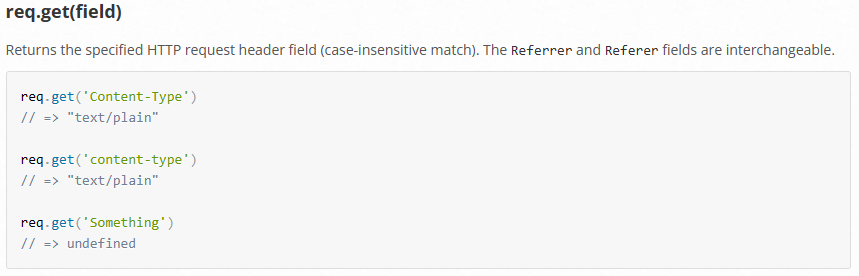 req.get(field)
Returns the specified HTTP request header field (case-insensitive match). The Referrer and Referer fields are interchangeable.
req.get('Content-Type')
// => "text/plain"
req.get('content-type')
// => "text/plain"
req.get('Something')
// => undefined